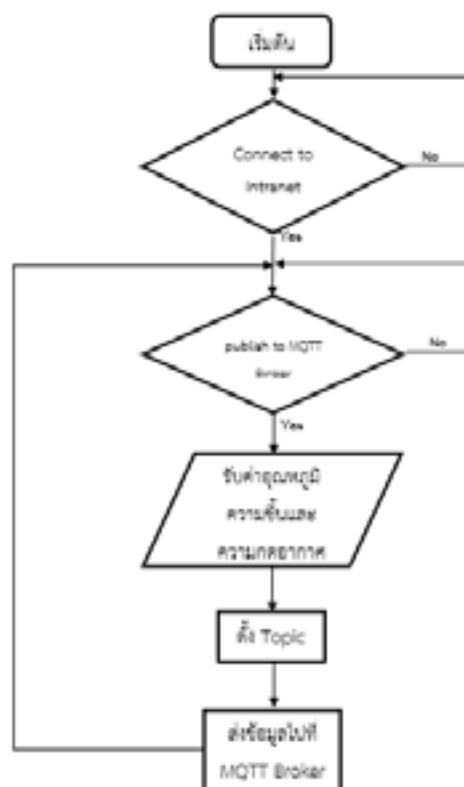 เริ่มต้น
Connect to
Intranet
No
Yes
publish to MQTT
Broker
No
Yes
รับค่าอุณหภูมิ
ความชื้นและ
ความกดอากาศ
ตั้ง Topic
ส่งข้อมูลไปที่
MQTT Broker